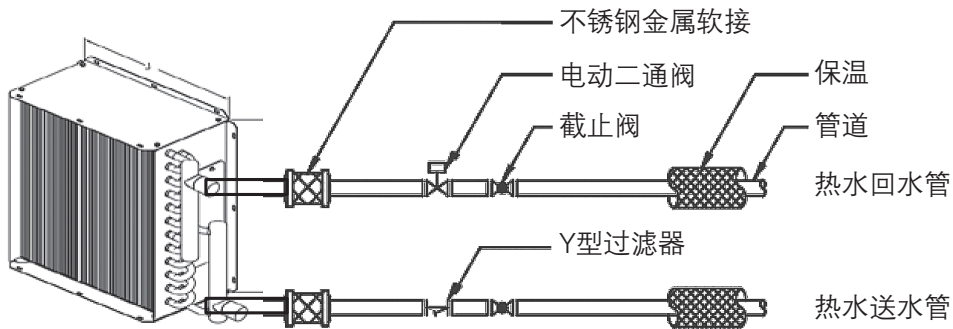 不锈钢金属软接
电动二通阀
保温
截止阀
管道
热水回水管
Y型过滤器
热水送水管